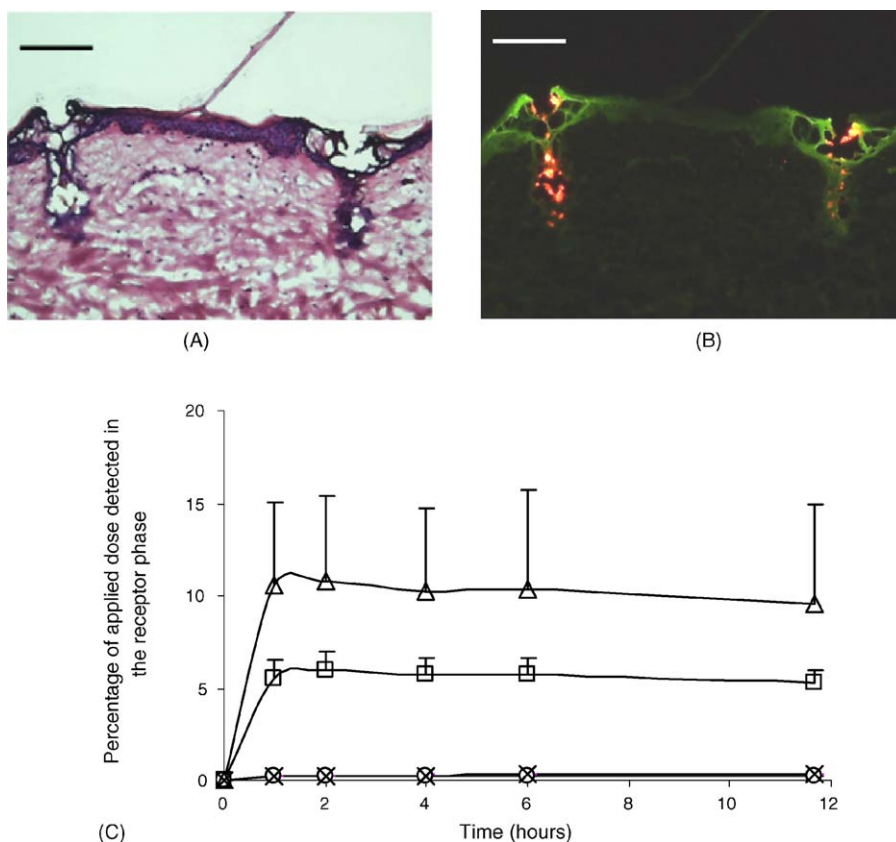 (A)
(B)
Percentage of applied dose detected in
the receptor phase
20
15
10
5
0
0
2
4
6
8
10
12
Time (hours)
(C)